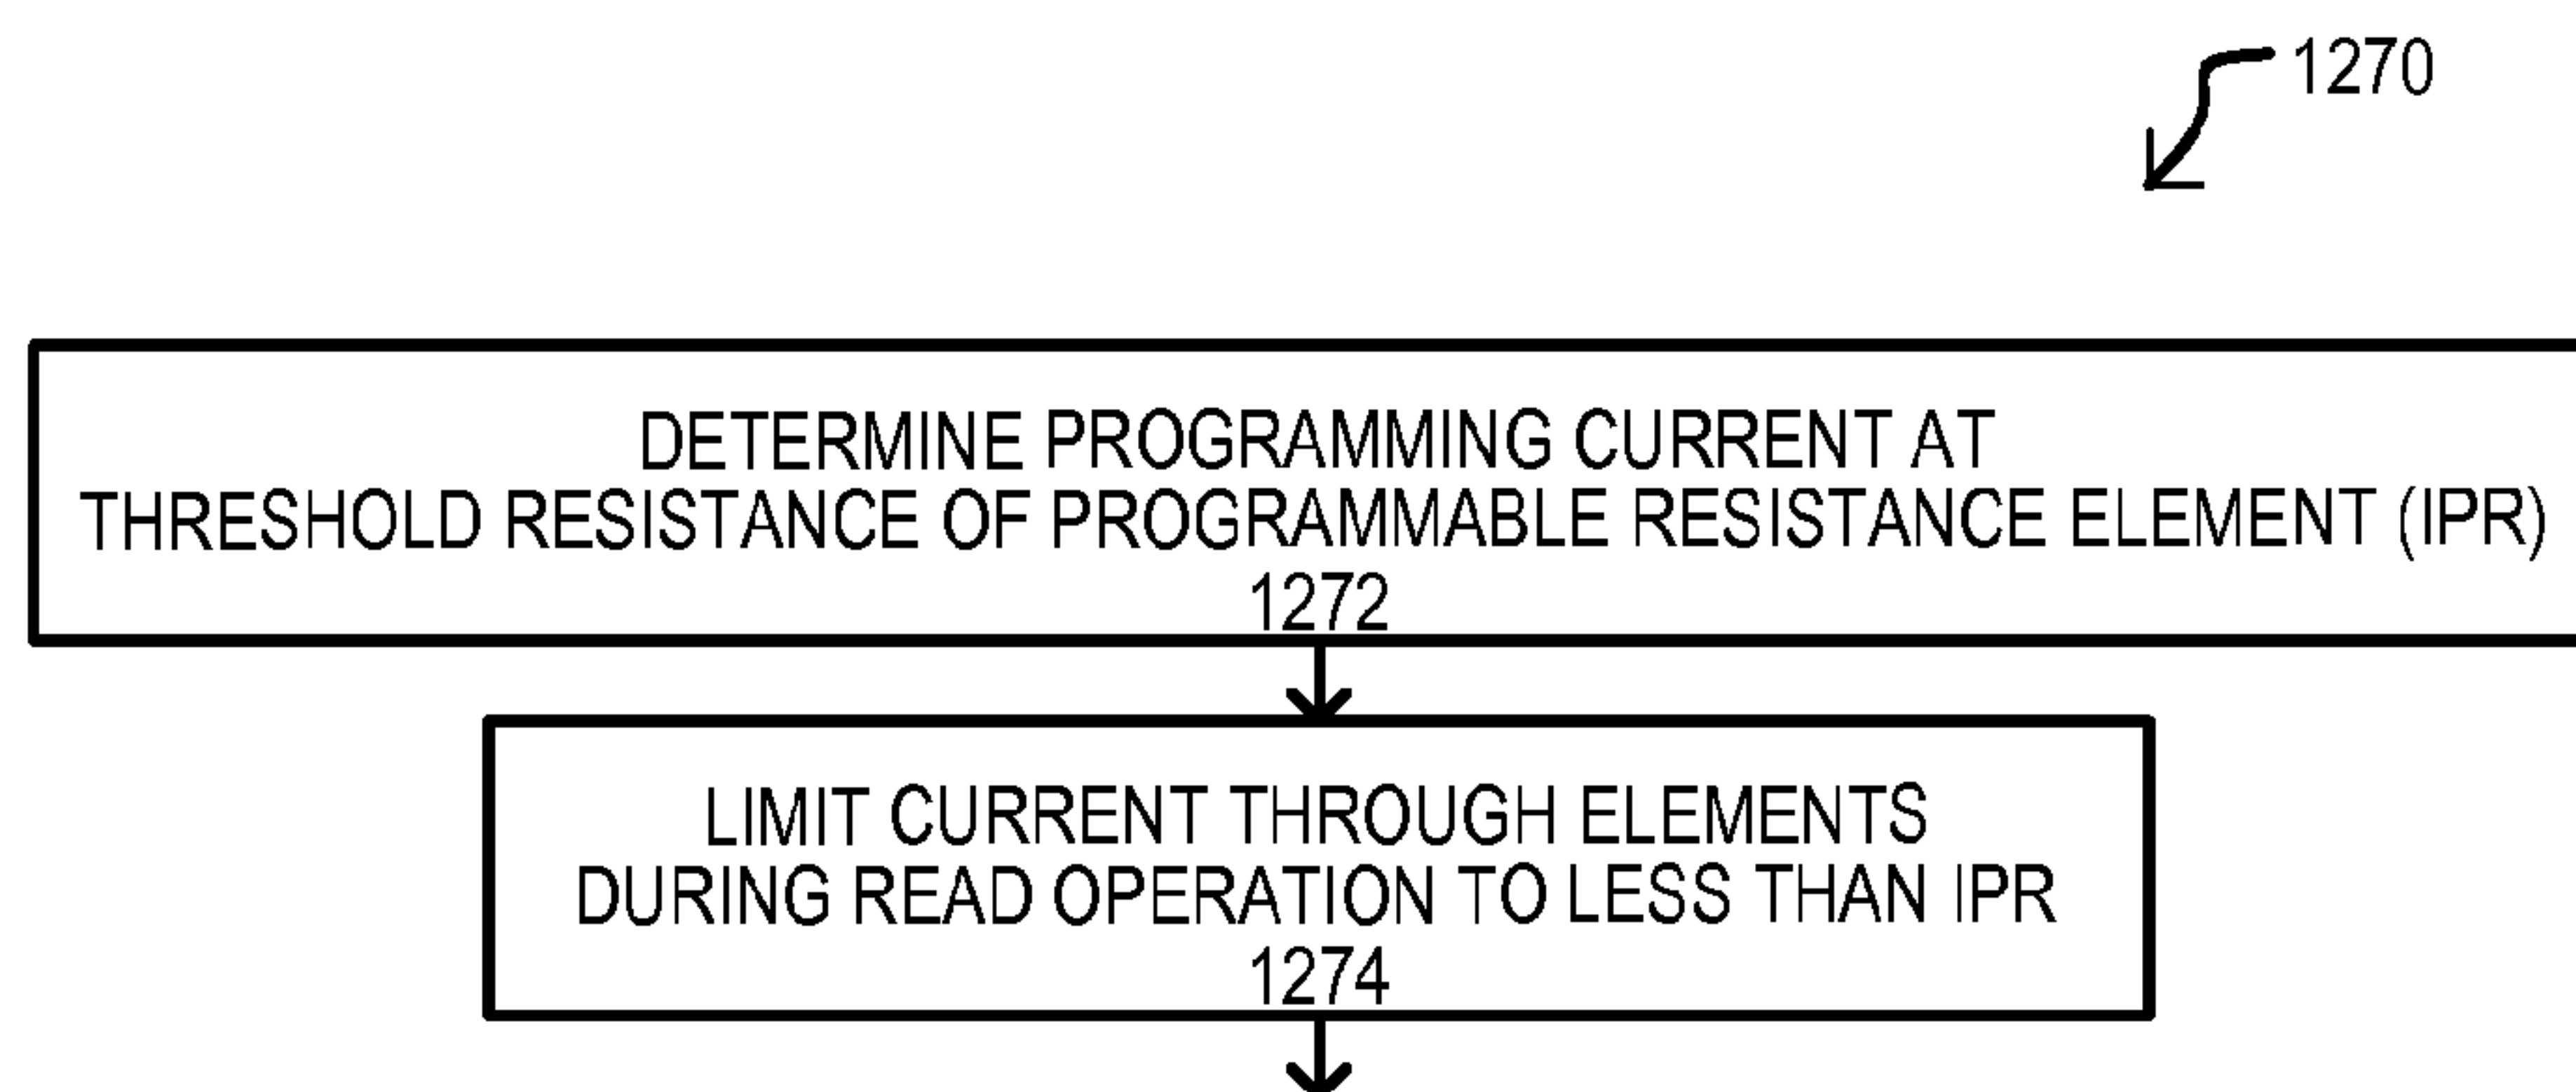 1270
DETERMINE PROGRAMMING CURRENT AT
THRESHOLD RESISTANCE OF PROGRAMMABLE RESISTANCE ELEMENT (IPR)
1272
LIMIT CURRENT THROUGH ELEMENTS
DURING READ OPERATION TO LESS THAN IPR
1274